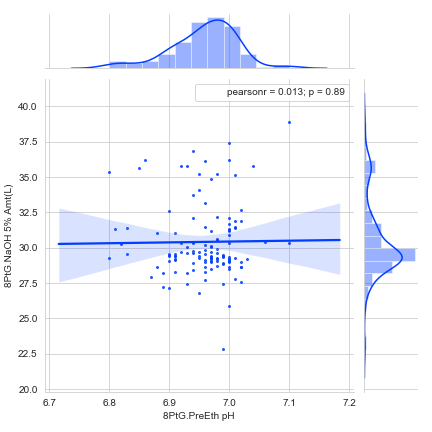 pearsonr = 0.013; p = 0.89
40.0
37.5
35.0
32.5
30.0
27.5
25.0
22.5
20.0
8PtG.NaOH 5% Amt(L)
6.7 6.8 6.9 7.0 7.1 7.2
8PtG.PreEth pH